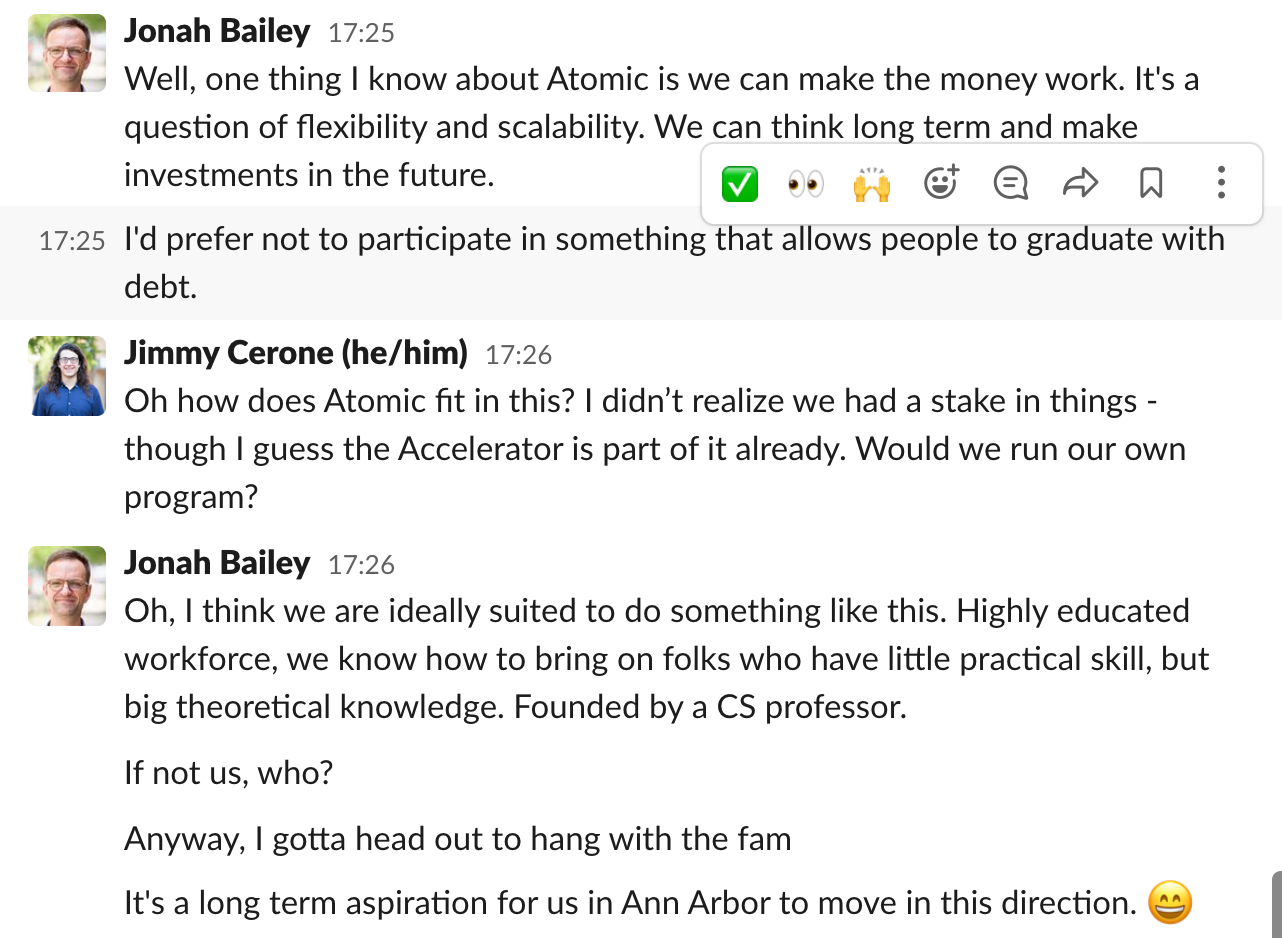 Jonah Bailey 17:25
Well, one thing I know about Atomic is we can make the money work. It's a
question of flexibility and scalability. We can think long term and make
investments in the future.
17:25 I'd prefer not to participate in something that allows people to graduate with
debt.
Jimmy Cerone (he/him) 17:26
Oh how does Atomic fit in this? I didn’t realize we had a stake in things -
though I guess the Accelerator is part of it already. Would we run our own
program?
Jonah Bailey 17:26
Oh, I think we are ideally suited to do something like this. Highly educated
workforce, we know how to bring on folks who have little practical skill, but
big theoretical knowledge. Founded by a CS professor.
If not us, who?
Anyway, I gotta head out to hang with the fam
It's a long term aspiration for us in Ann Arbor to move in this direction. 😄